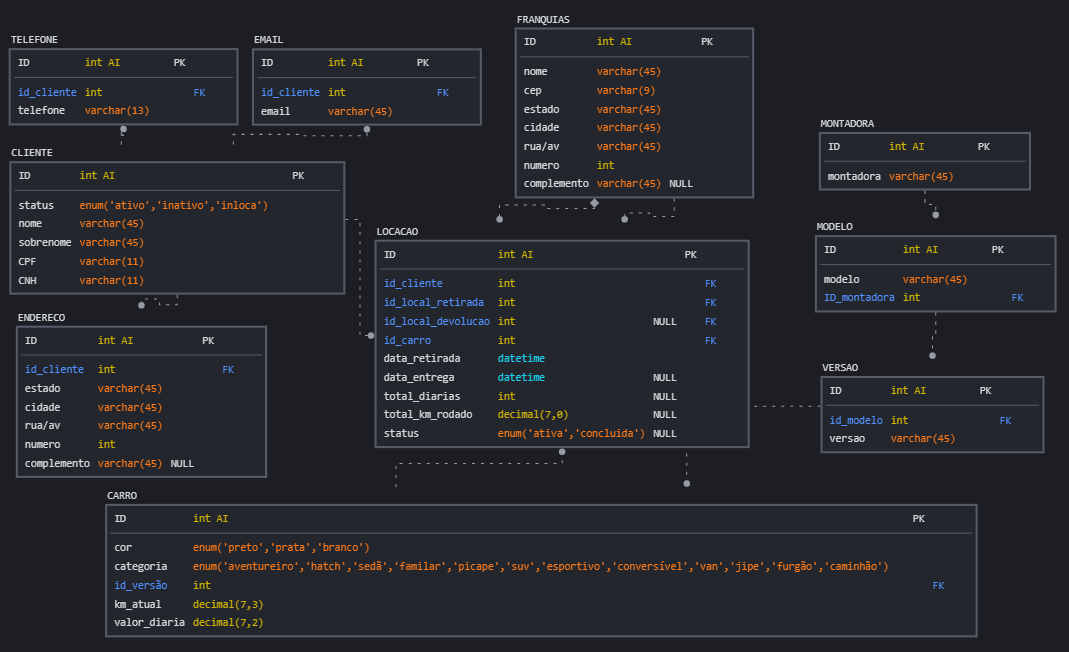 TELEFONE
ID int AI PK
id_cliente int FK
telefone varchar(13)
EMAIL
ID int AI PK
id_cliente int FK
email varchar(45)
FRANQUIAS
ID int AI PK
nome varchar(45)
cep varchar(9)
estado varchar(45)
cidade varchar(45)
rua/av varchar(45)
numero int
complemento varchar(45) NULL
MONTADORA
ID int AI PK
montadora varchar(45)
CLIENTE
ID int AI PK
status enum('ativo','inativo','inloca')
nome varchar(45)
sobrenome varchar(45)
CPF varchar(11)
CNH varchar(11)
LOCACAO
ID int AI PK
id_cliente int FK
id_local_retirada int FK
id_local_devolucao int NULL FK
id_carro int FK
data_retirada datetime
data_entrega datetime NULL
total_diarias int NULL
total_km_rodado decimal(7,0) NULL
status enum('ativa','concluida') NULL
MODELO
ID int AI PK
modelo varchar(45)
ID_montadora int FK
ENDERECO
ID int AI PK
id_cliente int FK
estado varchar(45)
cidade varchar(45)
rua/av varchar(45)
numero int
complemento varchar(45) NULL
VERSAO
ID int AI PK
id_modelo int FK
versao varchar(45)
CARRO
ID int AI PK
cor enum('preto','prata','branco')
categoria enum('aventureiro','hatch','sedã','familar','picape','suv','esportivo','conversível','van','jipe','furgão','caminhão')
id_versão int FK
km_atual decimal(7,3)
valor_diaria decimal(7,2)